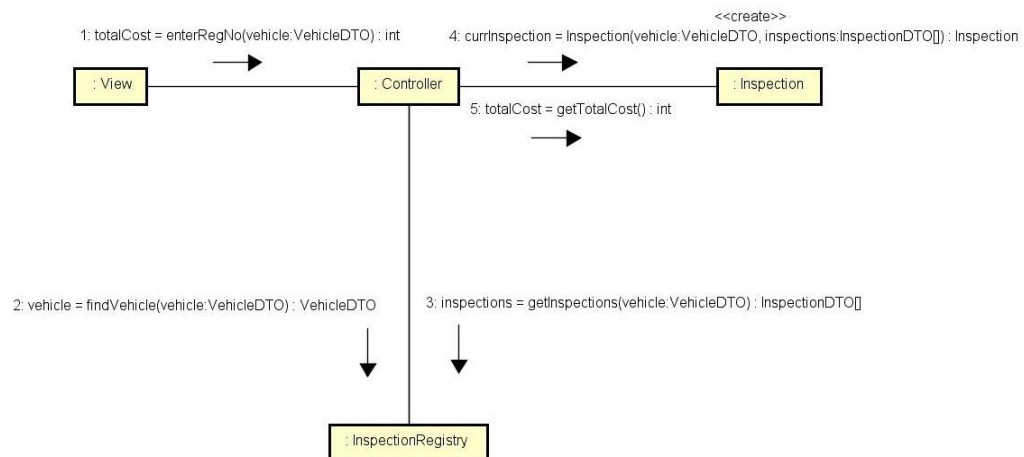 <<create>>
1: totalCost = enterRegNo(vehicle:VehicleDTO) : int
4: currInspection = Inspection(vehicle:VehicleDTO, inspections:InspectionDTO[]) : Inspection
: View
: Controller
: Inspection
5: totalCost = getTotalCost() : int
2: vehicle = findVehicle(vehicle:VehicleDTO) : VehicleDTO
3: inspections = getInspections(vehicle:VehicleDTO) : InspectionDTO[]
: InspectionRegistry